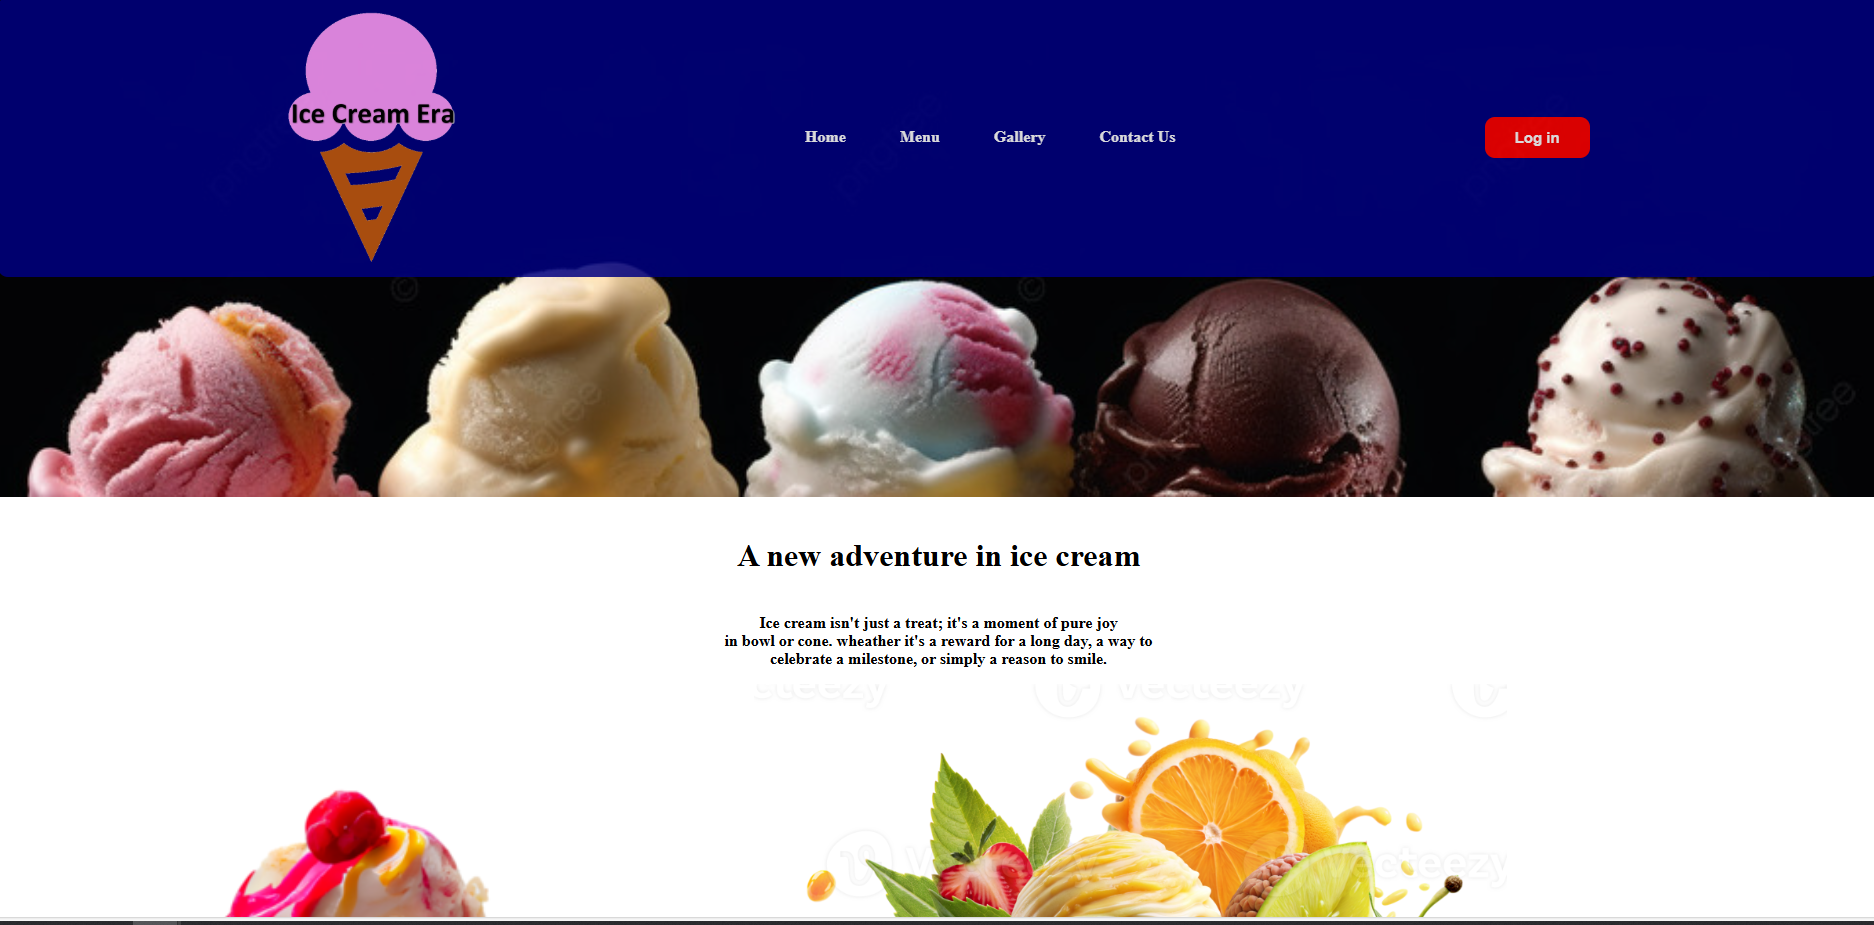 Ice Cream Era
Home Menu Gallery Contact Us
Log in
A new adventure in ice cream
Ice cream isn't just a treat; it's a moment of pure joy
in bowl or cone. wheather it's a reward for a long day, a way to
celebrate a milestone, or simply a reason to smile.
vecteezy
vecteezy